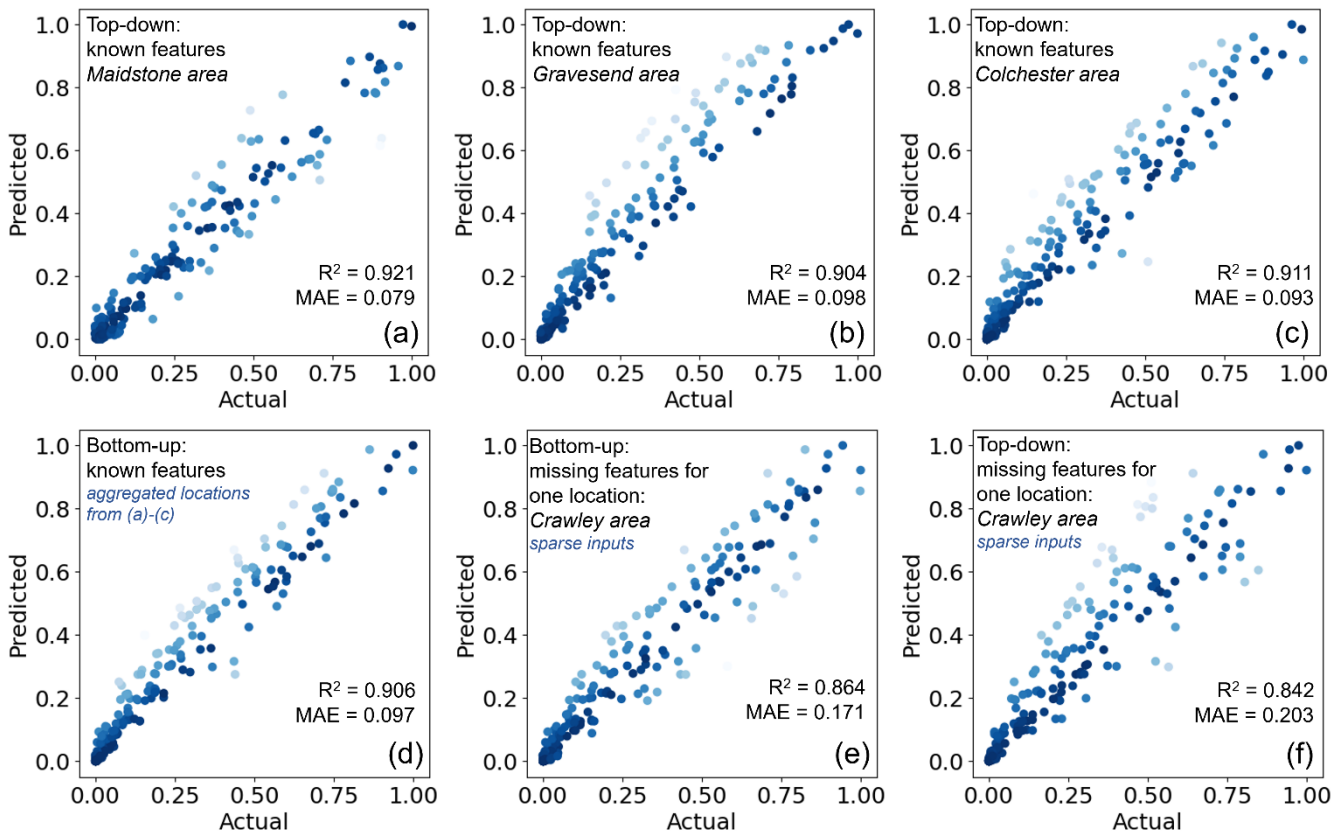 Top-down:
known features
Maidstone area
1.0
0.8
0.6
0.4
0.2
0.0
Predicted
R² = 0.921
MAE = 0.079
(a)
0.00 0.25 0.50 0.75 1.00
Actual
Top-down:
known features
Gravesend area
1.0
0.8
0.6
0.4
0.2
0.0
Predicted
R² = 0.904
MAE = 0.098
(b)
0.00 0.25 0.50 0.75 1.00
Actual
Top-down:
known features
Colchester area
1.0
0.8
0.6
0.4
0.2
0.0
Predicted
R² = 0.911
MAE = 0.093
(c)
0.00 0.25 0.50 0.75 1.00
Actual
Bottom-up:
known features
aggregated locations
from (a)-(c)
1.0
0.8
0.6
0.4
0.2
0.0
Predicted
R² = 0.906
MAE = 0.097
(d)
0.00 0.25 0.50 0.75 1.00
Actual
Bottom-up:
missing features for
one location:
Crawley area
sparse inputs
1.0
0.8
0.6
0.4
0.2
0.0
Predicted
R² = 0.864
MAE = 0.171
(e)
0.00 0.25 0.50 0.75 1.00
Actual
Top-down:
missing features for
one location:
Crawley area
sparse inputs
1.0
0.8
0.6
0.4
0.2
0.0
Predicted
R² = 0.842
MAE = 0.203
(f)
0.00 0.25 0.50 0.75 1.00
Actual